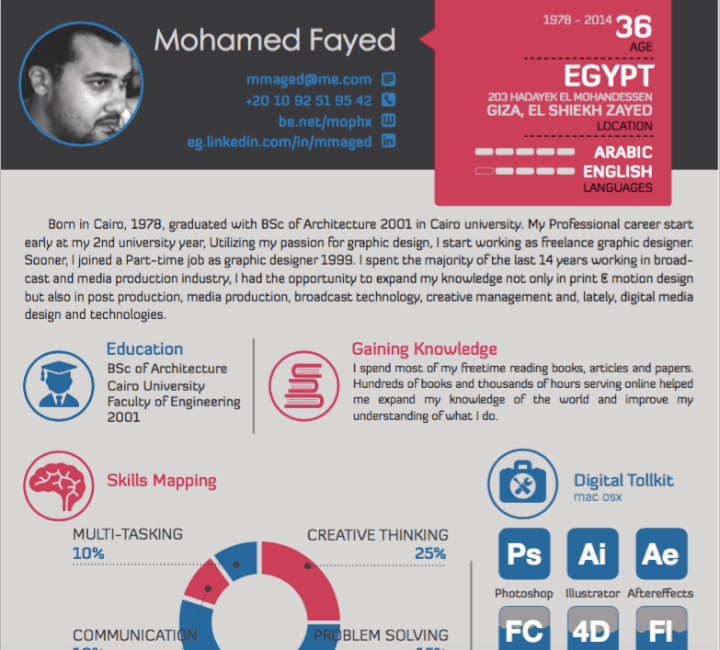 Mohamed Fayed
mmaged@me.com
+20 10 92 51 95 42
be.net/mophx
eg.linkedin.com/in/mmaged
in
1978 - 2014 36
AGE
EGYPT
203 HADAYEK EL MOHANDESSEN
GIZA, EL SHIEKH ZAYED
LOCATION
ARABIC
ENGLISH
LANGUAGES
Born in Cairo, 1978, graduated with BSc of Architecture 2001 in Cairo university. My Professional career start
early at my 2nd university year, Utilizing my passion for graphic design, I start working as freelance graphic designer.
Sooner, I joined a Part-time job as graphic designer 1999. I spent the majority of the last 14 years working in broad-
cast and media production industry, I had the opportunity to expand my knowledge not only in print & motion design
but also in post production, media production, broadcast technology, creative management and, lately, digital media
design and technologies.
Education
BSc of Architecture
Cairo University
Faculty of Engineering
2001
Gaining Knowledge
I spend most of my freetime reading books, articles and papers.
Hundreds of books and thousands of hours serving online helped
me expand my knowledge of the world and improve my
understanding of what I do.
Skills Mapping
MULTI-TASKING
10%
CREATIVE THINKING
25%
COMMUNICATION
PROBLEM SOLVING
Digital Tollkit
mac osx
Ps Ai Ae
Photoshop Illustrator Aftereffects
FC 4D Fl